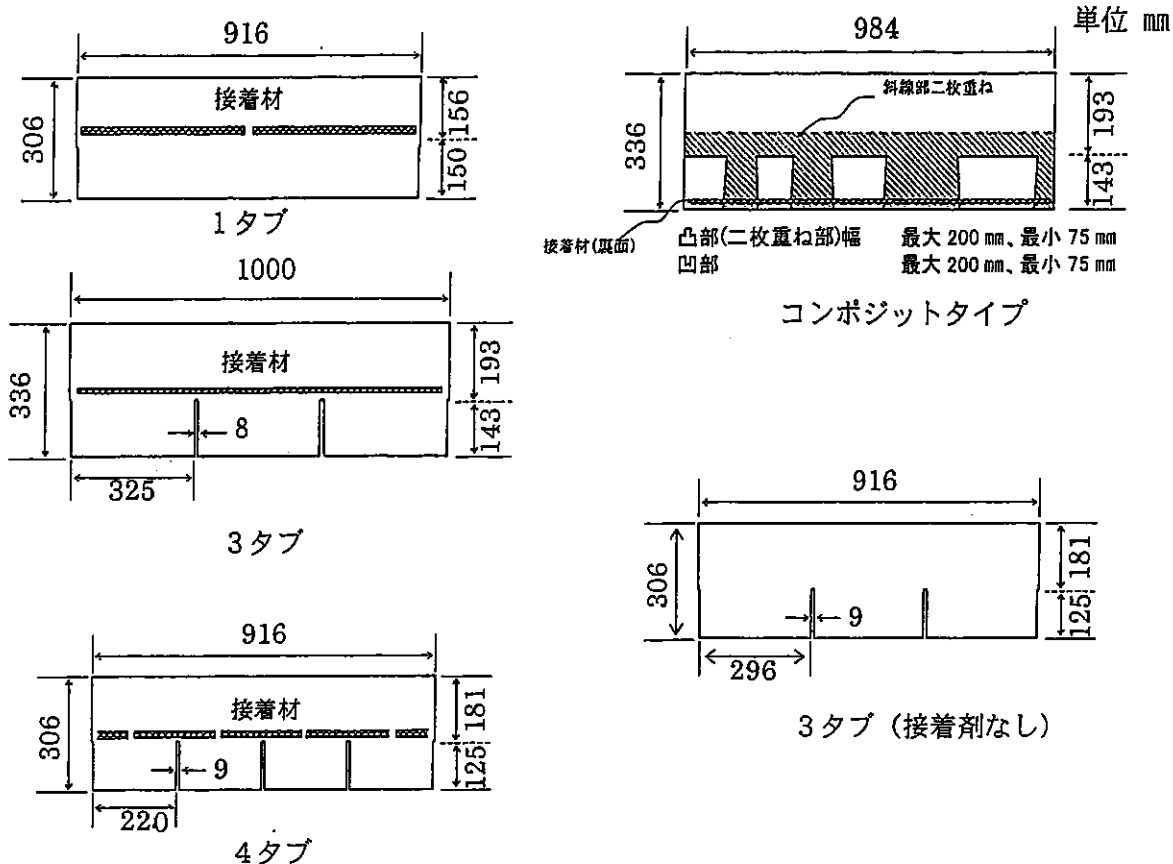 単位 ㎜
916
接着材
306
156
150
1タブ
984
斜線部二枚重ね
336
193
143
接着材(裏面)
凸部(二枚重ね部)幅 最大 200 ㎜、最小 75 ㎜
凹部 最大 200 ㎜、最小 75 ㎜
コンポジットタイプ
1000
接着材
336
193
143
8
325
3タブ
916
306
181
125
9
296
3タブ（接着剤なし）
916
接着材
306
181
125
9
220
4タブ